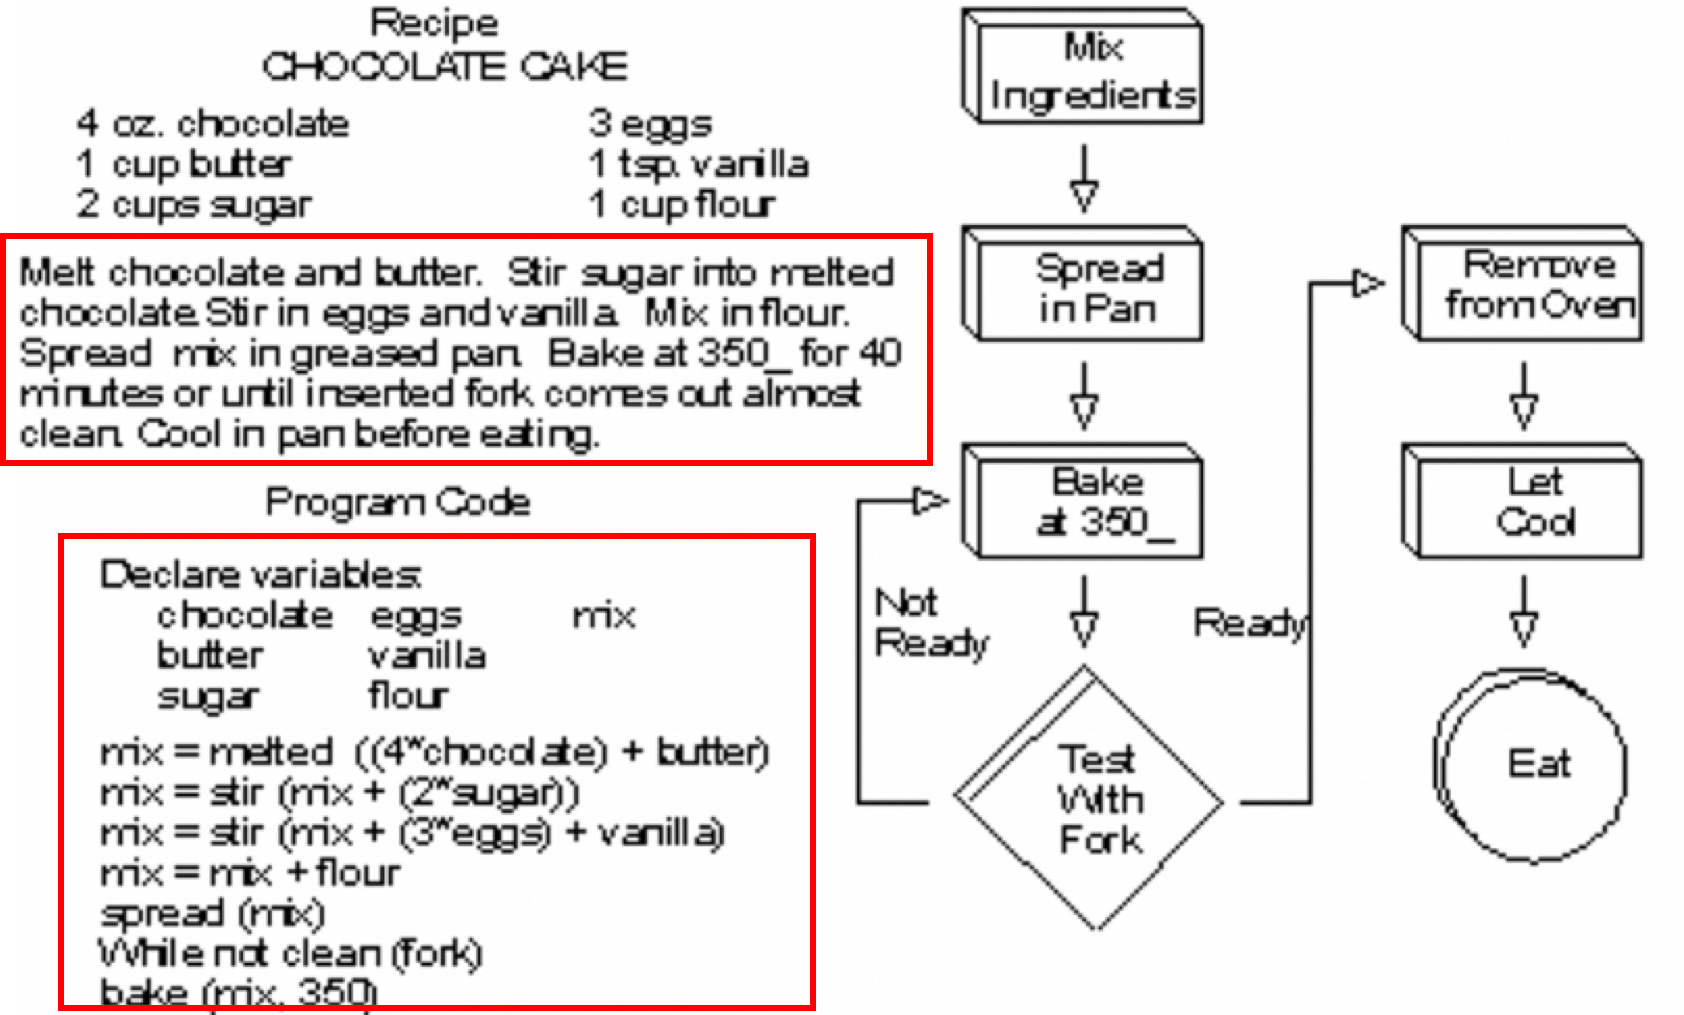 Recipe
CHOCOLATE CAKE
4 oz. chocolate 3 eggs
1 cup butter 1 tsp. vanilla
2 cups sugar 1 cup flour
Melt chocolate and butter. Stir sugar into melted
chocolate. Stir in eggs and vanilla. Mix in flour.
Spread mix in greased pan. Bake at 350_ for 40
minutes or until inserted fork comes out almost
clean. Cool in pan before eating.
Program Code
Declare variables:
chocolate eggs mix
butter vanilla
sugar flour
mix = melted ((4*chocolate) + butter)
mix = stir (mix + (2*sugar))
mix = stir (mix + (3*eggs) + vanilla)
mix = mix + flour
spread (mix)
While not clean (fork)
bake (mix, 350)
Mix
Ingredients
Spread
in Pan
Bake
at 350_
Not
Ready
Test
With
Fork
Ready
Remove
from Oven
Let
Cool
Eat